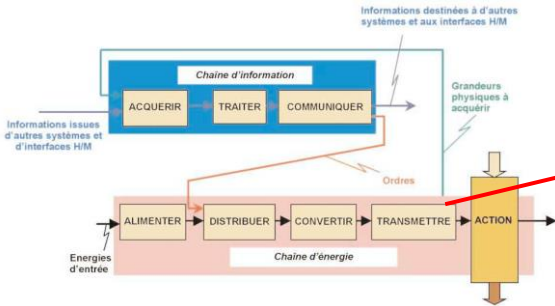 Informations destinées à d'autres
systèmes et aux interfaces H/M
Chaîne d'information
ACQUERIR
TRAITER
COMMUNIQUER
Grandeurs
physiques à
acquérir
Informations issues
d'autres systèmes et
d'interfaces H/M
Ordres
ALIMENTER
DISTRIBUER
CONVERTIR
TRANSMETTRE
ACTION
Energies
d'entrée
Chaîne d'énergie